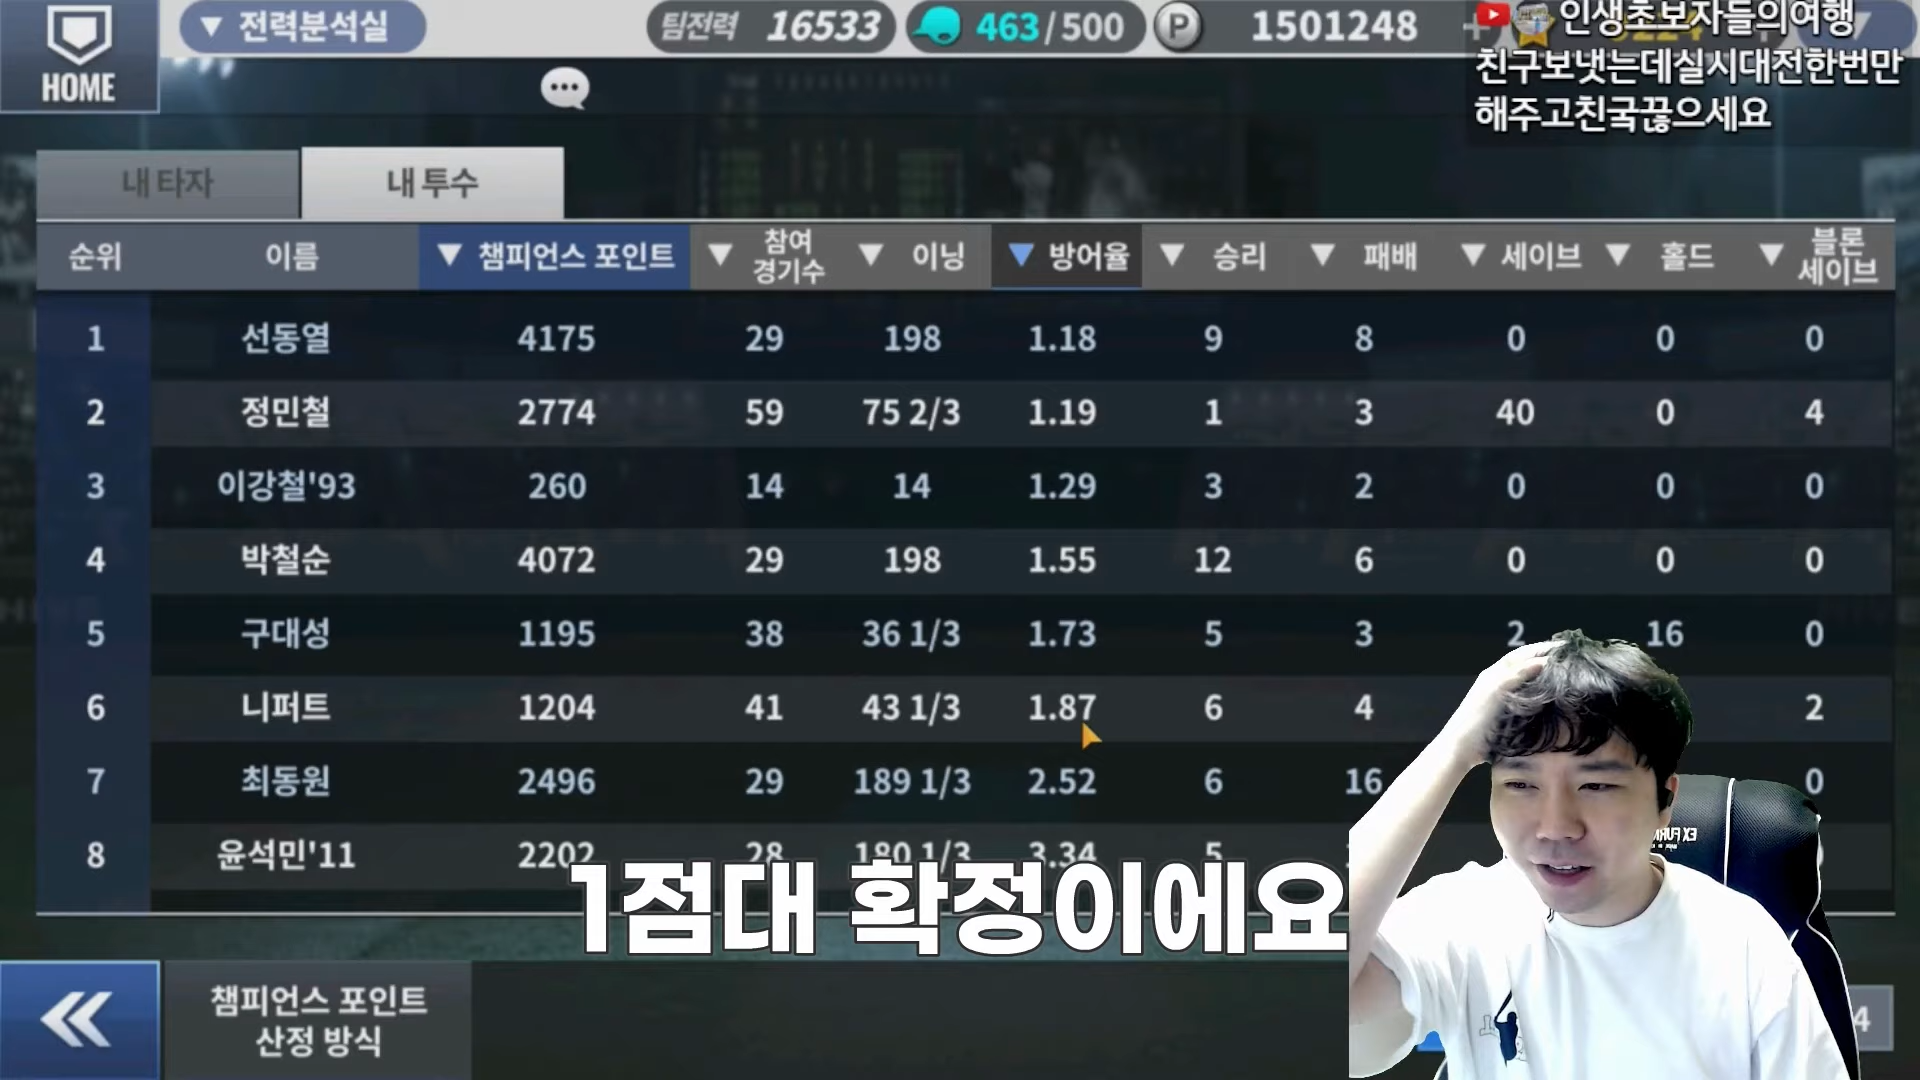 HOME
▼ 전력분석실
팀전력 16533
463/500
P 1501248
인생초보자들의여행
친구보냇는데실시대전한번만
해주고친국끊으세요
내 타자
내 투수
순위 이름 ▼ 챔피언스 포인트 ▼ 참여 경기수 ▼ 이닝 ▼ 방어율 ▼ 승리 ▼ 패배 ▼ 세이브 ▼ 홀드 ▼ 블론 세이브
1 선동열 4175 29 198 1.18 9 8 0 0 0
2 정민철 2774 59 75 2/3 1.19 1 3 40 0 4
3 이강철'93 260 14 14 1.29 3 2 0 0 0
4 박철순 4072 29 198 1.55 12 6 0 0 0
5 구대성 1195 38 36 1/3 1.73 5 3 2 16 0
6 니퍼트 1204 41 43 1/3 1.87 6 4 2
7 최동원 2496 29 189 1/3 2.52 6 16 0
8 윤석민'11 2202 28 180 1/3 3.34 5
1점대 확정이에요
챔피언스 포인트
산정 방식